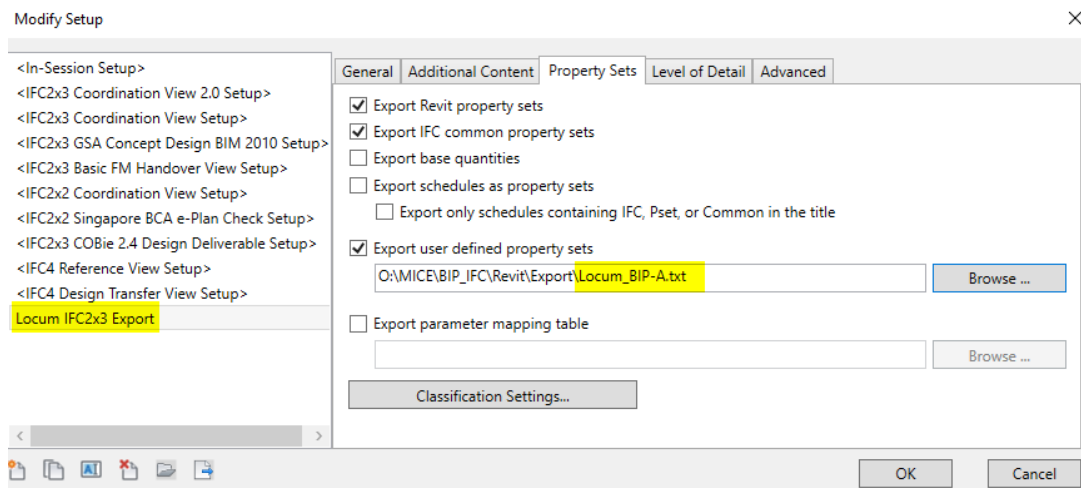 Modify Setup
<In-Session Setup>
<IFC2x3 Coordination View 2.0 Setup>
<IFC2x3 Coordination View Setup>
<IFC2x3 GSA Concept Design BIM 2010 Setup>
<IFC2x3 Basic FM Handover View Setup>
<IFC2x2 Coordination View Setup>
<IFC2x2 Singapore BCA e-Plan Check Setup>
<IFC2x3 COBie 2.4 Design Deliverable Setup>
<IFC4 Reference View Setup>
<IFC4 Design Transfer View Setup>
Locum IFC2x3 Export
General Additional Content Property Sets Level of Detail Advanced
Export Revit property sets
Export IFC common property sets
Export base quantities
Export schedules as property sets
Export only schedules containing IFC, Pset, or Common in the title
Export user defined property sets
O:\MICE\BIP_IFC\Revit\Export\Locum_BIP-A.txt Browse ...
Export parameter mapping table
Browse ...
Classification Settings...
AI
OK Cancel